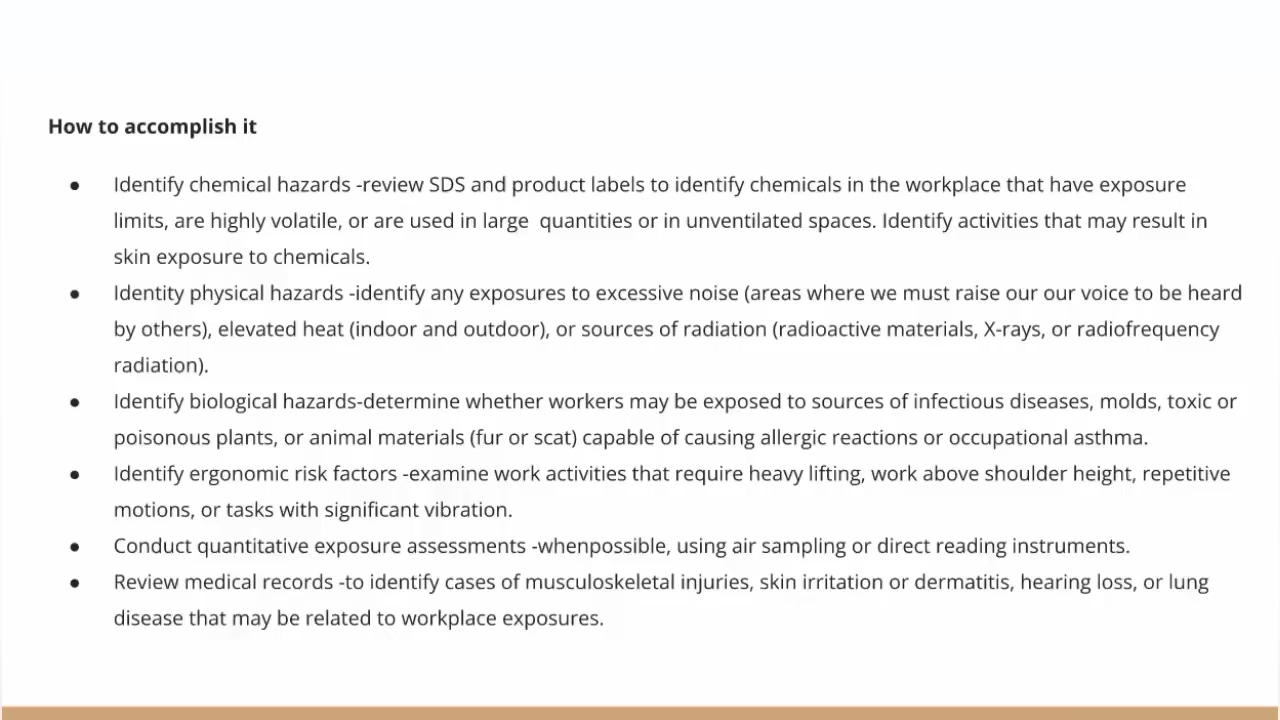 How to accomplish it
● Identify chemical hazards -review SDS and product labels to identify chemicals in the workplace that have exposure
limits, are highly volatile, or are used in large  quantities or in unventilated spaces. Identify activities that may result in
skin exposure to chemicals.
● Identity physical hazards -identify any exposures to excessive noise (areas where we must raise our our voice to be heard
by others), elevated heat (indoor and outdoor), or sources of radiation (radioactive materials, X-rays, or radiofrequency
radiation).
● Identify biological hazards-determine whether workers may be exposed to sources of infectious diseases, molds, toxic or
poisonous plants, or animal materials (fur or scat) capable of causing allergic reactions or occupational asthma.
● Identify ergonomic risk factors -examine work activities that require heavy lifting, work above shoulder height, repetitive
motions, or tasks with significant vibration.
● Conduct quantitative exposure assessments -whenpossible, using air sampling or direct reading instruments.
● Review medical records -to identify cases of musculoskeletal injuries, skin irritation or dermatitis, hearing loss, or lung
disease that may be related to workplace exposures.